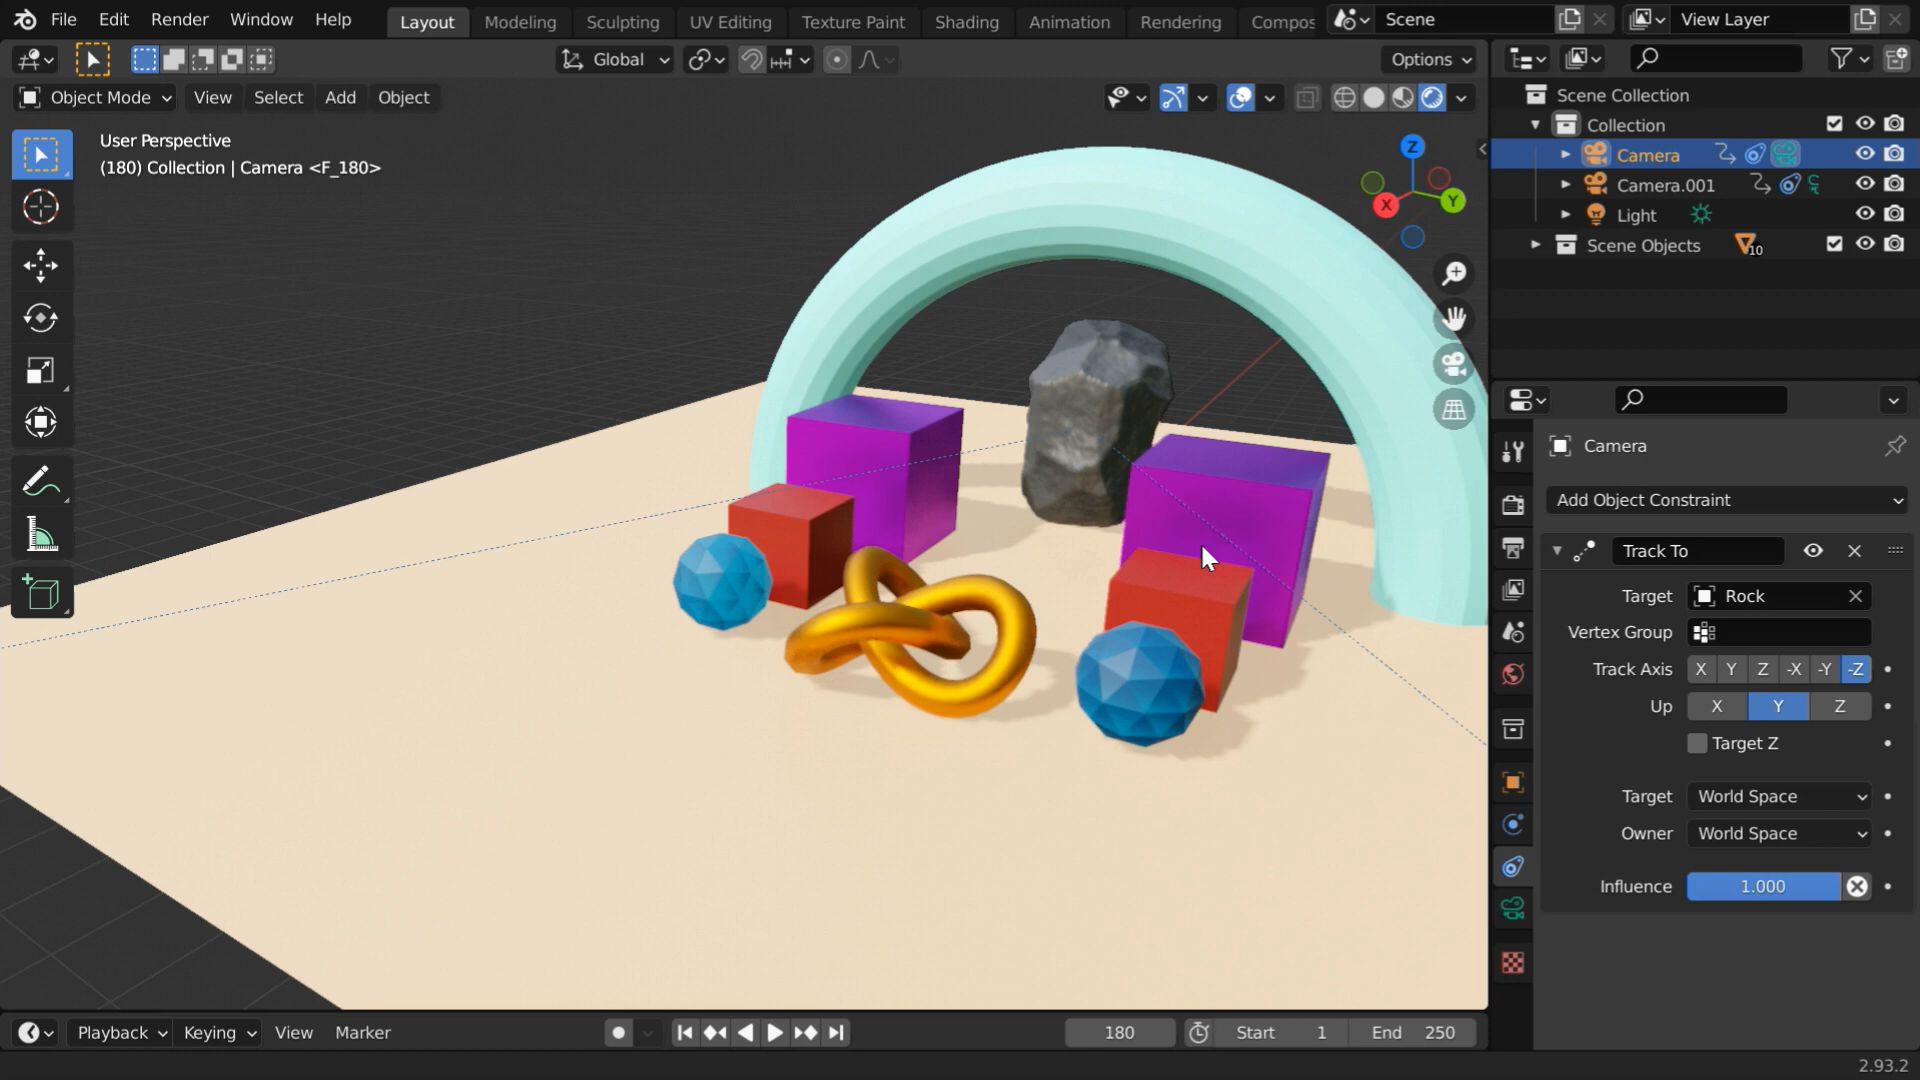 File Edit Render Window Help Layout Modeling Sculpting UV Editing Texture Paint Shading Animation Rendering Compos Scene View Layer
Global Options
Object Mode View Select Add Object
User Perspective
(180) Collection | Camera <F_180>
Z
X
Y
Scene Collection
Collection
Camera
Camera.001
Light
Scene Objects 10
Camera
Add Object Constraint
Track To
Target Rock
Vertex Group
Track Axis X Y Z -X -Y -Z
Up X Y Z
Target Z
Target World Space
Owner World Space
Influence 1.000
Playback Keying View Marker 180 Start 1 End 250
2.93.2